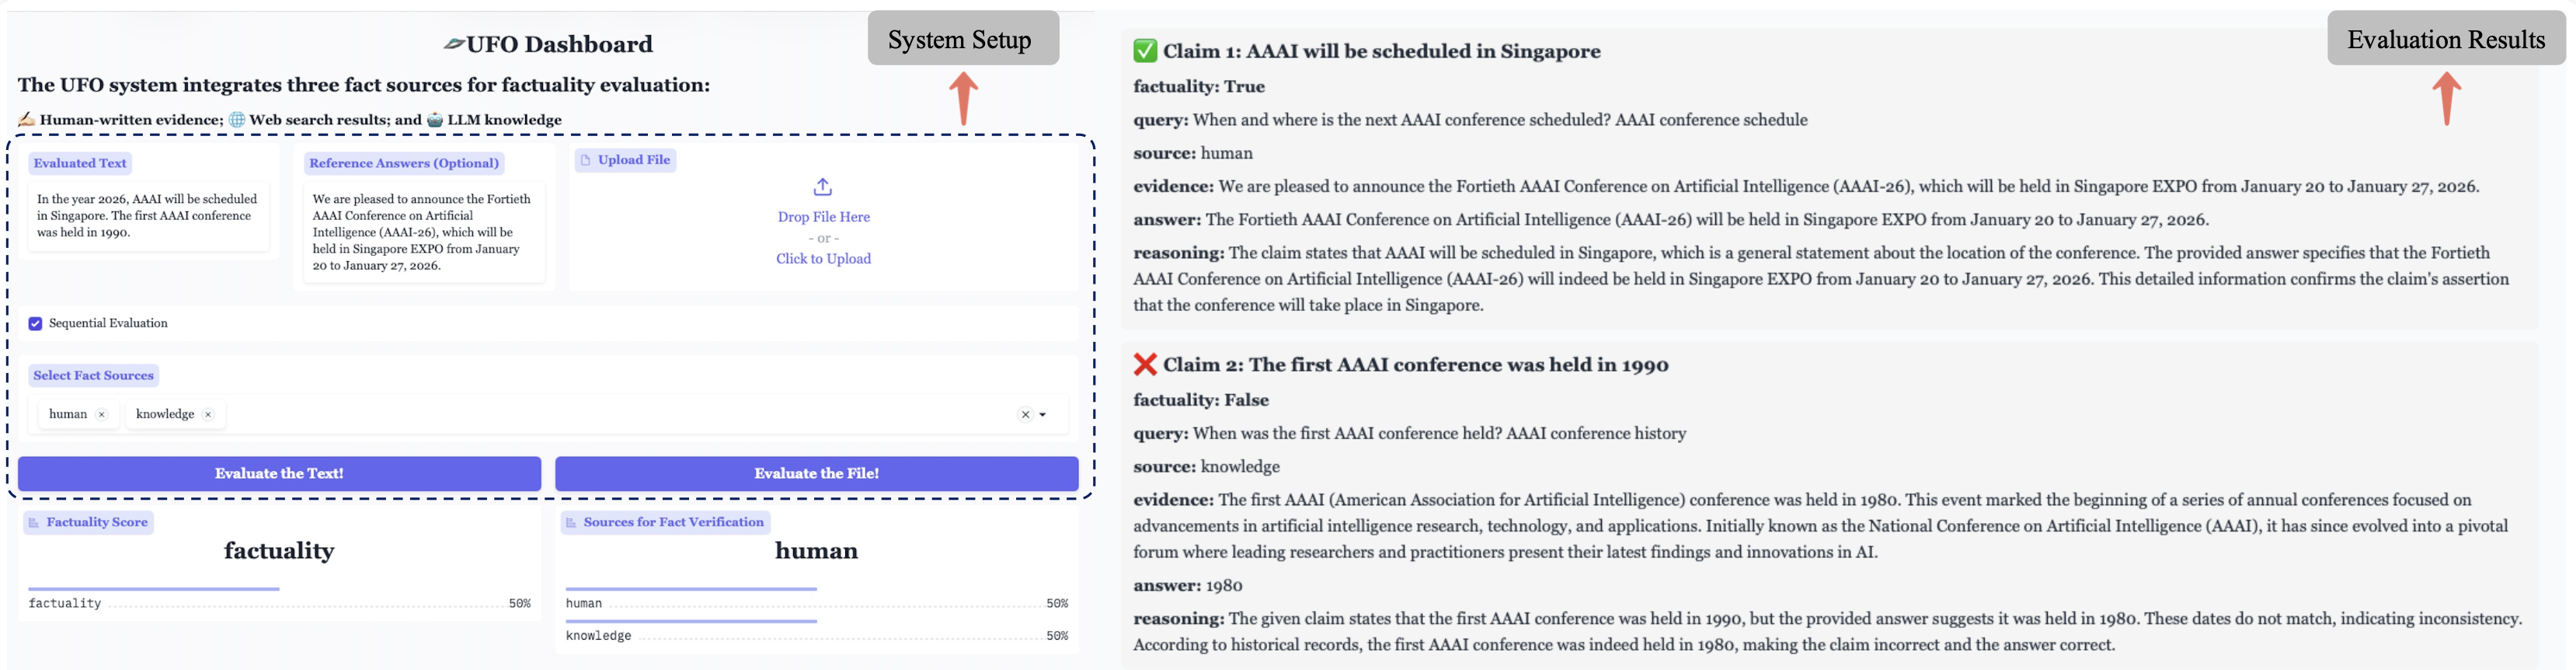 UFO Dashboard
System Setup
The UFO system integrates three fact sources for factuality evaluation:
Human-written evidence; Web search results; and LLM knowledge
Evaluated Text
In the year 2026, AAAI will be scheduled
in Singapore. The first AAAI conference
was held in 1990.
Reference Answers (Optional)
We are pleased to announce the Fortieth
AAAI Conference on Artificial
Intelligence (AAAI-26), which will be
held in Singapore EXPO from January
20 to January 27, 2026.
Upload File
Drop File Here
- or -
Click to Upload
Sequential Evaluation
Select Fact Sources
human
knowledge
Evaluate the Text!
Evaluate the File!
Factuality Score
factuality
factuality 50%
Sources for Fact Verification
human
human 50%
knowledge 50%
Evaluation Results
Claim 1: AAAI will be scheduled in Singapore
factuality: True
query: When and where is the next AAAI conference scheduled? AAAI conference schedule
source: human
evidence: We are pleased to announce the Fortieth AAAI Conference on Artificial Intelligence (AAAI-26), which will be held in Singapore EXPO from January 20 to January 27, 2026.
answer: The Fortieth AAAI Conference on Artificial Intelligence (AAAI-26) will be held in Singapore EXPO from January 20 to January 27, 2026.
reasoning: The claim states that AAAI will be scheduled in Singapore, which is a general statement about the location of the conference. The provided answer specifies that the Fortieth
AAAI Conference on Artificial Intelligence (AAAI-26) will indeed be held in Singapore EXPO from January 20 to January 27, 2026. This detailed information confirms the claim's assertion
that the conference will take place in Singapore.
Claim 2: The first AAAI conference was held in 1990
factuality: False
query: When was the first AAAI conference held? AAAI conference history
source: knowledge
evidence: The first AAAI (American Association for Artificial Intelligence) conference was held in 1980. This event marked the beginning of a series of annual conferences focused on
advancements in artificial intelligence research, technology, and applications. Initially known as the National Conference on Artificial Intelligence (AAAI), it has since evolved into a pivotal
forum where leading researchers and practitioners present their latest findings and innovations in AI.
answer: 1980
reasoning: The given claim states that the first AAAI conference was held in 1990, but the provided answer suggests it was held in 1980. These dates do not match, indicating inconsistency.
According to historical records, the first AAAI conference was indeed held in 1980, making the claim incorrect and the answer correct.